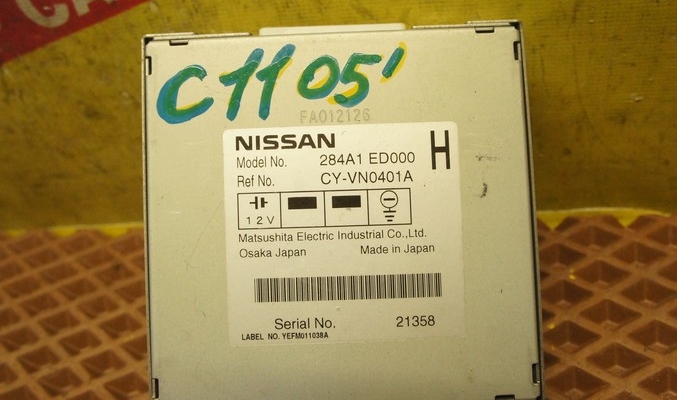 CA
C11 05'
FA012126
NISSAN
H
Model No. 284A1 ED000
Ref No. CY-VN0401A
12V
Matsushita Electric Industrial Co.,Ltd.
Osaka Japan Made in Japan
Serial No. 21358
LABEL NO. YEFM011038A